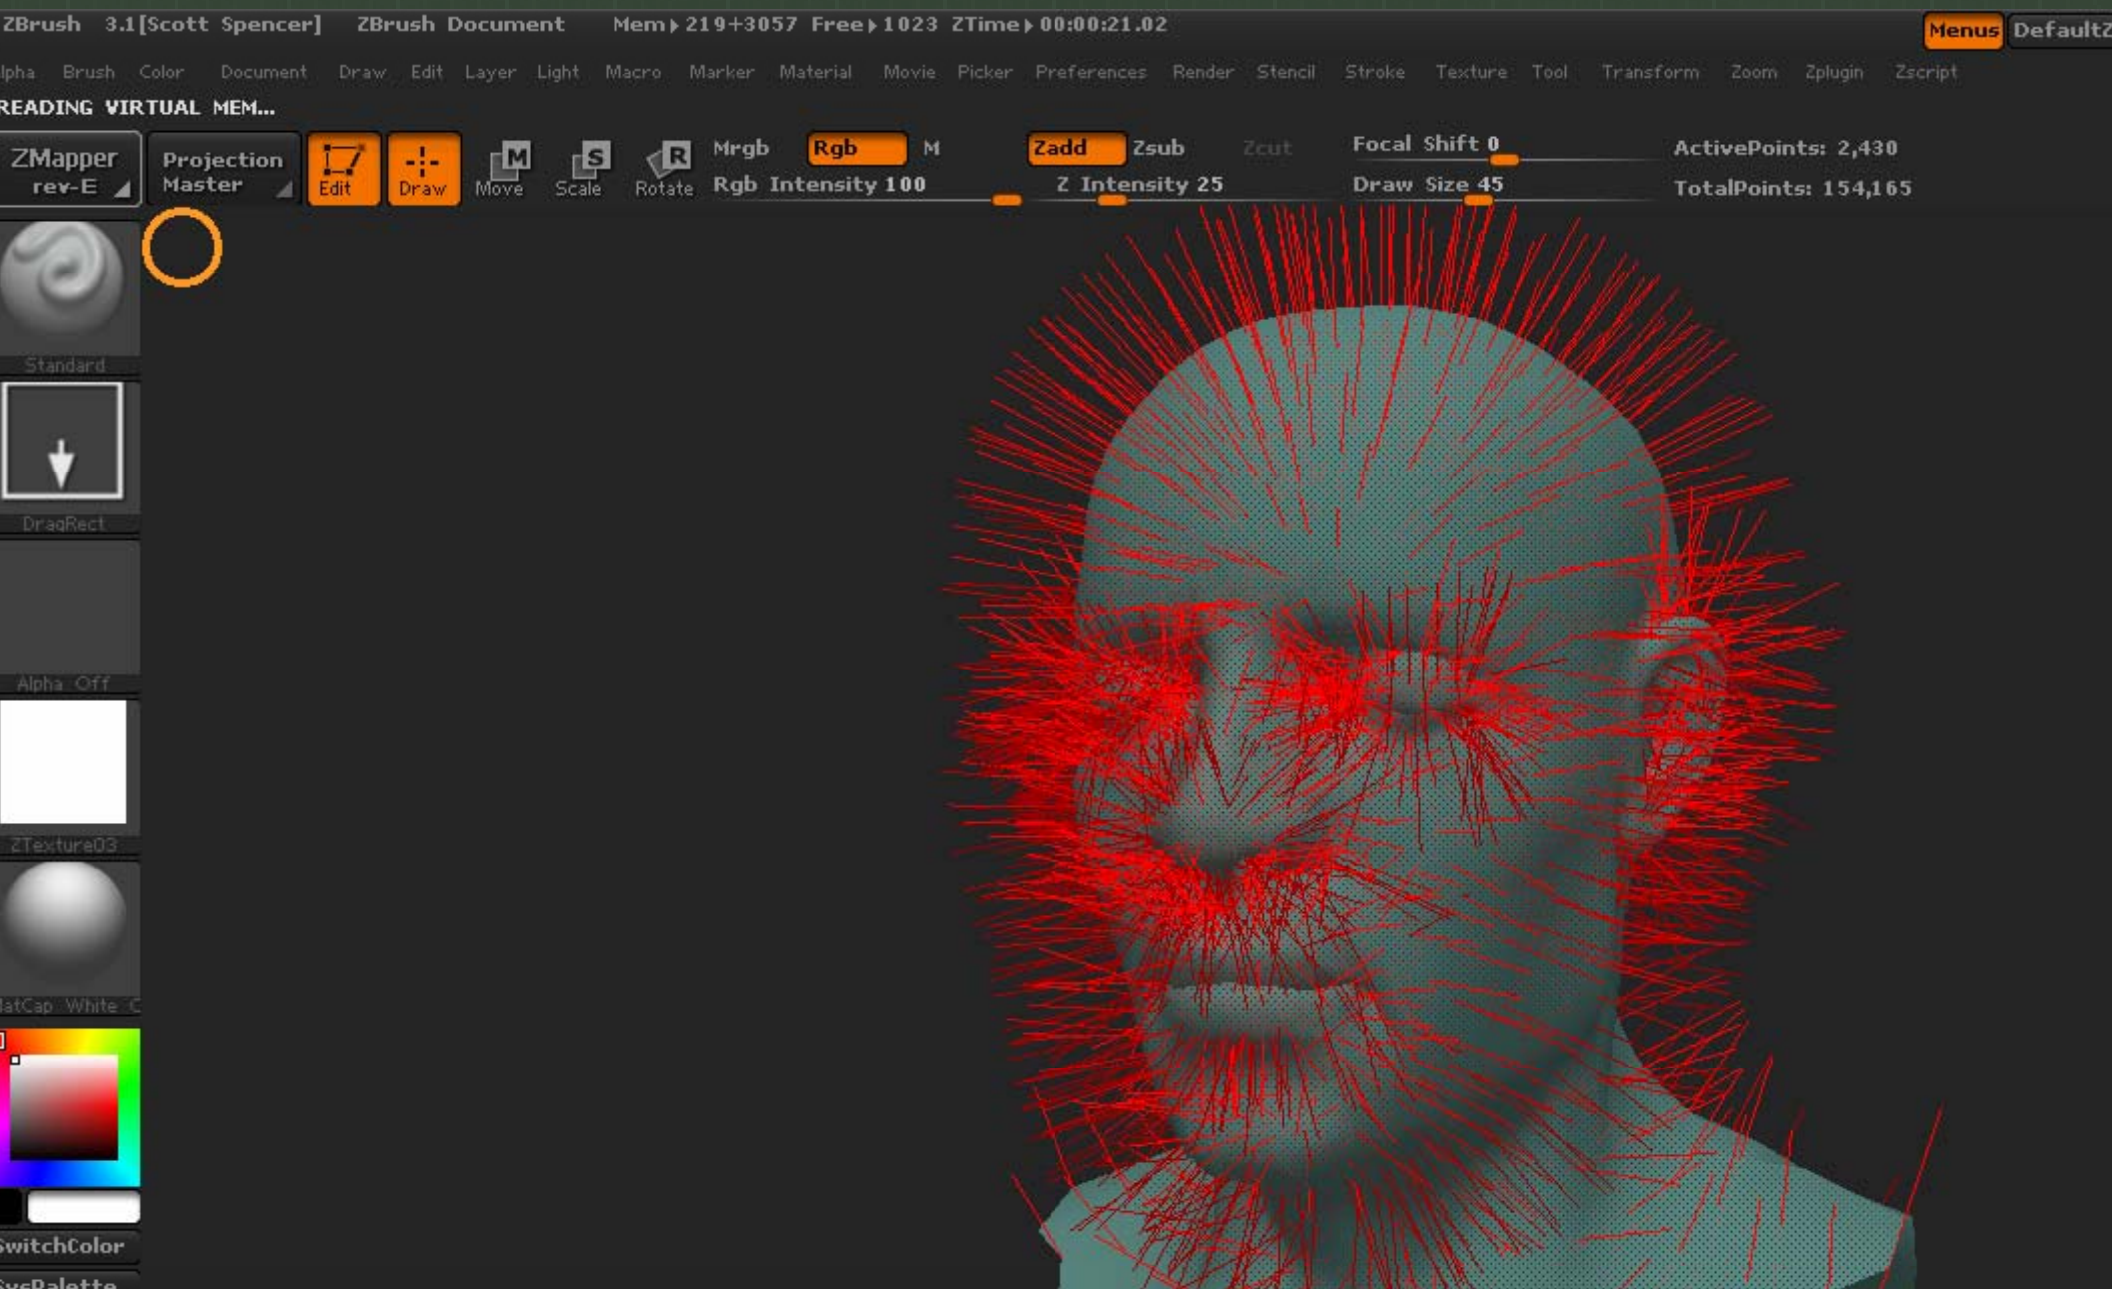 ZBrush 3.1[Scott Spencer] ZBrush Document Mem▸219+3057 Free▸1023 ZTime▸00:00:21.02 Menus DefaultZ
lpha Brush Color Document Draw Edit Layer Light Macro Marker Material Movie Picker Preferences Render Stencil Stroke Texture Tool Transform Zoom Zplugin Zscript
READING VIRTUAL MEM...
ZMapper
rev-E
Projection
Master
Edit
Draw
Move
Scale
Rotate
Mrgb Rgb M
Rgb Intensity 100
Zadd Zsub Zcut
Z Intensity 25
Focal Shift 0
Draw Size 45
ActivePoints: 2,430
TotalPoints: 154,165
M
S
R
Standard
DragRect
Alpha Off
ZTexture03
MatCap White C
SwitchColor
SysPalette